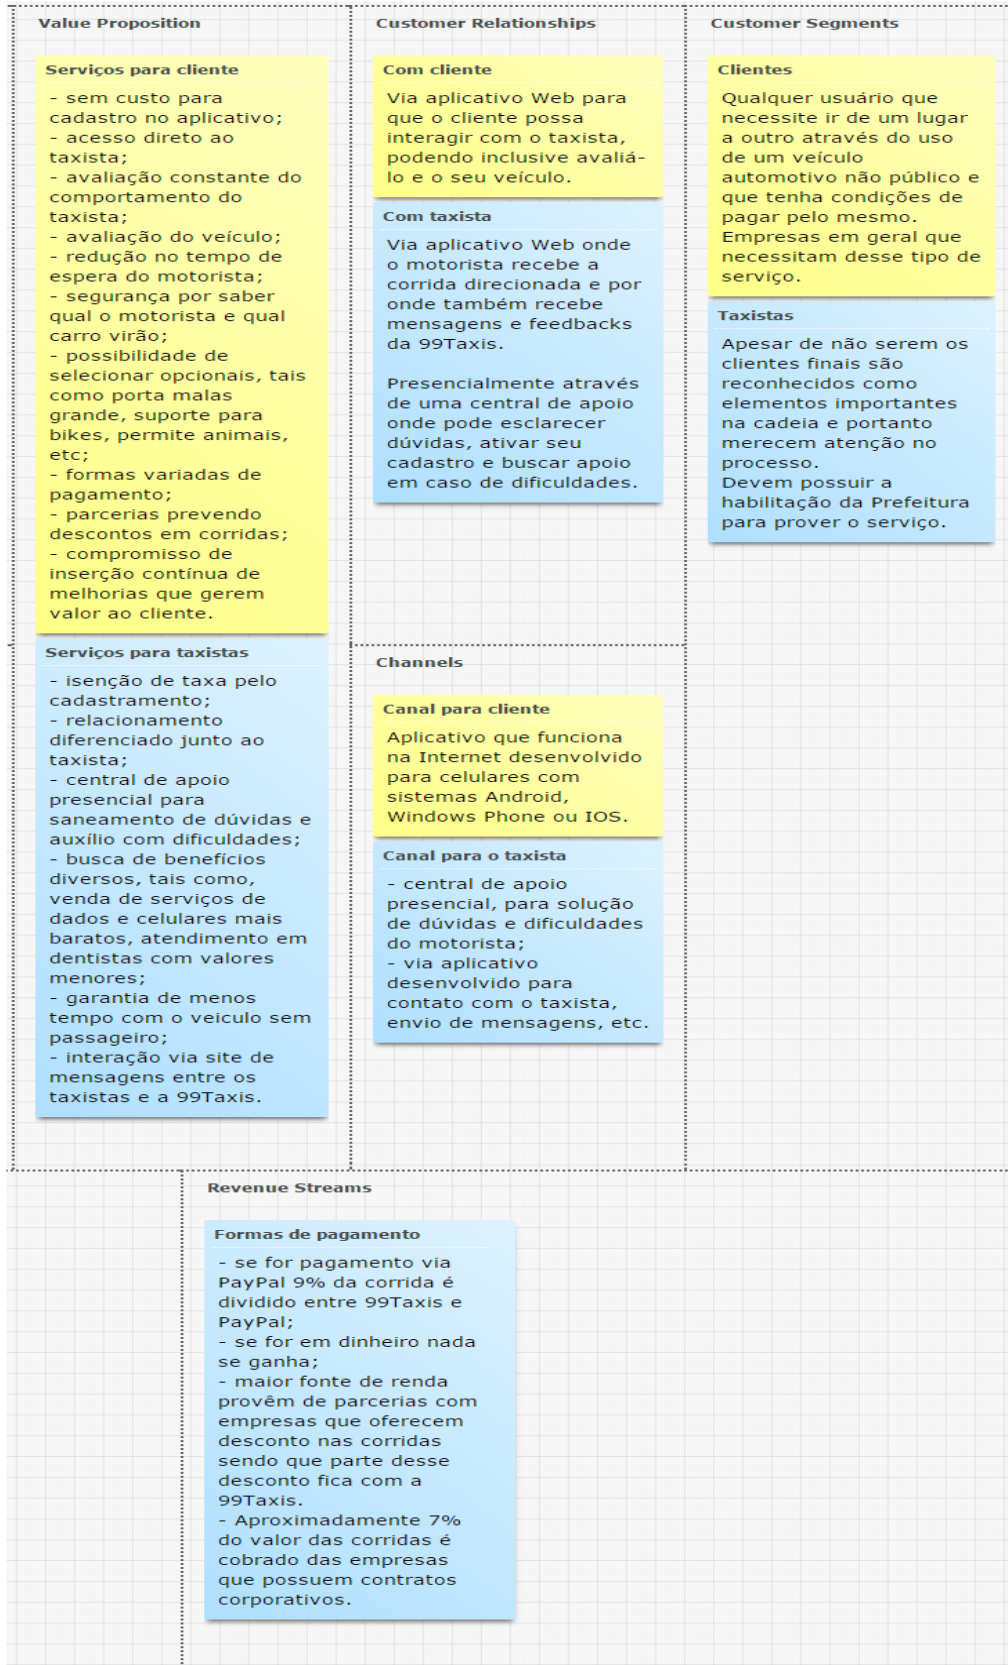 Value Proposition
Serviços para cliente
- sem custo para
cadastro no aplicativo;
- acesso direto ao
taxista;
- avaliação constante do
comportamento do
taxista;
- avaliação do veículo;
- redução no tempo de
espera do motorista;
- segurança por saber
qual o motorista e qual
carro virão;
- possibilidade de
selecionar opcionais, tais
como porta malas
grande, suporte para
bikes, permite animais,
etc;
- formas variadas de
pagamento;
- parcerias prevendo
descontos em corridas;
- compromisso de
inserção contínua de
melhorias que gerem
valor ao cliente.
Serviços para taxistas
- isenção de taxa pelo
cadastramento;
- relacionamento
diferenciado junto ao
taxista;
- central de apoio
presencial para
saneamento de dúvidas e
auxílio com dificuldades;
- busca de benefícios
diversos, tais como,
venda de serviços de
dados e celulares mais
baratos, atendimento em
dentistas com valores
menores;
- garantia de menos
tempo com o veiculo sem
passageiro;
- interação via site de
mensagens entre os
taxistas e a 99Taxis.
Customer Relationships
Com cliente
Via aplicativo Web para
que o cliente possa
interagir com o taxista,
podendo inclusive avaliá-
lo e o seu veículo.
Com taxista
Via aplicativo Web onde
o motorista recebe a
corrida direcionada e por
onde também recebe
mensagens e feedbacks
da 99Taxis.
Presencialmente através
de uma central de apoio
onde pode esclarecer
dúvidas, ativar seu
cadastro e buscar apoio
em caso de dificuldades.
Channels
Canal para cliente
Aplicativo que funciona
na Internet desenvolvido
para celulares com
sistemas Android,
Windows Phone ou IOS.
Canal para o taxista
- central de apoio
presencial, para solução
de dúvidas e dificuldades
do motorista;
- via aplicativo
desenvolvido para
contato com o taxista,
envio de mensagens, etc.
Customer Segments
Clientes
Qualquer usuário que
necessite ir de um lugar
a outro através do uso
de um veículo
automotivo não público e
que tenha condições de
pagar pelo mesmo.
Empresas em geral que
necessitam desse tipo de
serviço.
Taxistas
Apesar de não serem os
clientes finais são
reconhecidos como
elementos importantes
na cadeia e portanto
merecem atenção no
processo.
Devem possuir a
habilitação da Prefeitura
para prover o serviço.
Revenue Streams
Formas de pagamento
- se for pagamento via
PayPal 9% da corrida é
dividido entre 99Taxis e
PayPal;
- se for em dinheiro nada
se ganha;
- maior fonte de renda
provêm de parcerias com
empresas que oferecem
desconto nas corridas
sendo que parte desse
desconto fica com a
99Taxis.
- Aproximadamente 7%
do valor das corridas é
cobrado das empresas
que possuem contratos
corporativos.